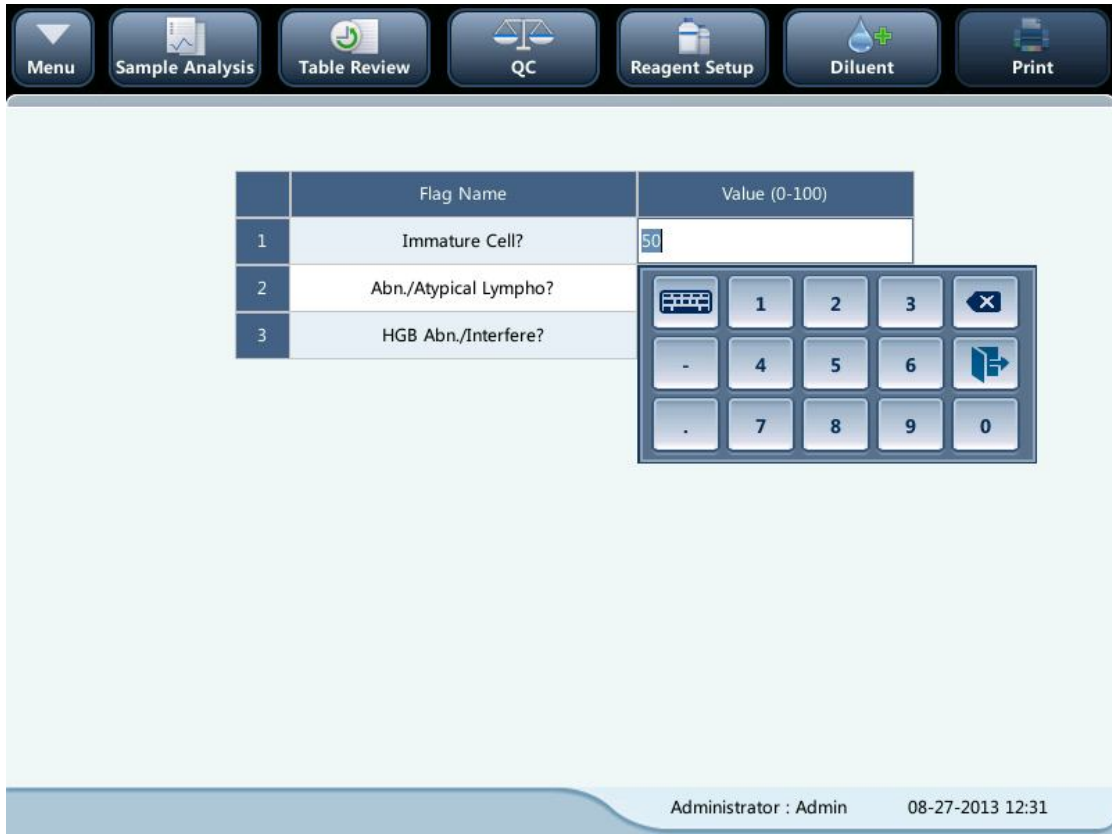 Menu Sample Analysis Table Review QC Reagent Setup Diluent Print
Flag Name Value (0-100)
1 Immature Cell? 50
2 Abn./Atypical Lympho?
3 HGB Abn./Interfere?
1 2 3
- 4 5 6
. 7 8 9 0
Administrator : Admin 08-27-2013 12:31